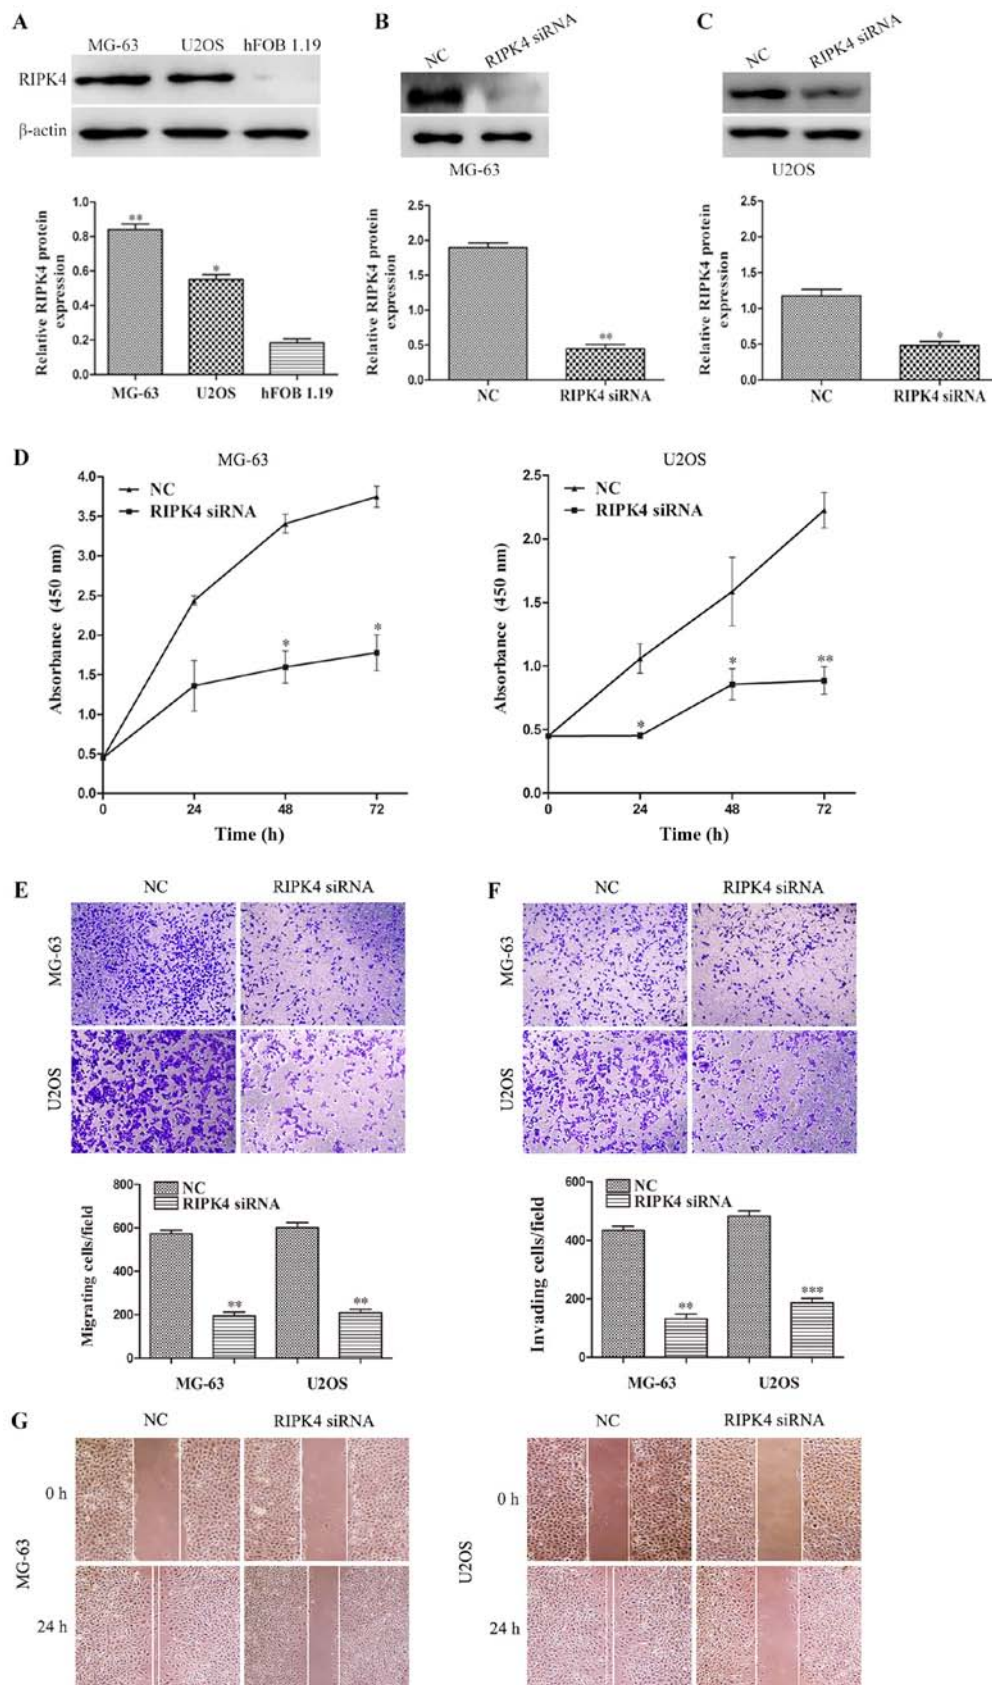 A
MG-63 U2OS hFOB 1.19
RIPK4
β-actin
Relative RIPK4 protein
expression
1.0
0.8
0.6
0.4
0.2
0.0
**
*
MG-63 U2OS hFOB 1.19
B
NC RIPK4 siRNA
MG-63
Relative RIPK4 protein
expression
2.5
2.0
1.5
1.0
0.5
0.0
**
NC RIPK4 siRNA
C
NC RIPK4 siRNA
U2OS
Relative RIPK4 protein
expression
2.5
2.0
1.5
1.0
0.5
0.0
*
NC RIPK4 siRNA
D
MG-63
NC
RIPK4 siRNA
Absorbance (450 nm)
4.0
3.5
3.0
2.5
2.0
1.5
1.0
0.5
0.0
* *
0 24 48 72
Time (h)
U2OS
NC
RIPK4 siRNA
Absorbance (450 nm)
2.5
2.0
1.5
1.0
0.5
0.0
* * **
0 24 48 72
Time (h)
E
NC RIPK4 siRNA
MG-63
U2OS
NC
RIPK4 siRNA
Migrating cells/field
800
600
400
200
0
** **
MG-63 U2OS
F
NC RIPK4 siRNA
MG-63
U2OS
NC
RIPK4 siRNA
Invading cells/field
600
400
200
0
** ***
MG-63 U2OS
G
NC RIPK4 siRNA
MG-63
0 h
24 h
NC RIPK4 siRNA
U2OS
0 h
24 h